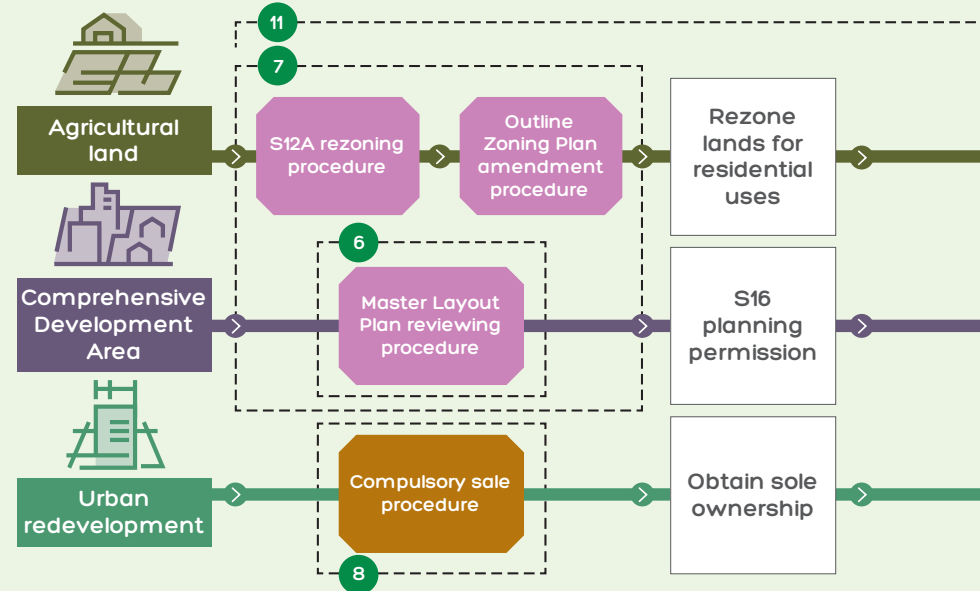 11
7
Agricultural
land
S12A rezoning
procedure
Outline
Zoning Plan
amendment
procedure
Rezone
lands for
residential
uses
6
Comprehensive
Development
Area
Master Layout
Plan reviewing
procedure
S16
planning
permission
Urban
redevelopment
Compulsory sale
procedure
Obtain sole
ownership
8